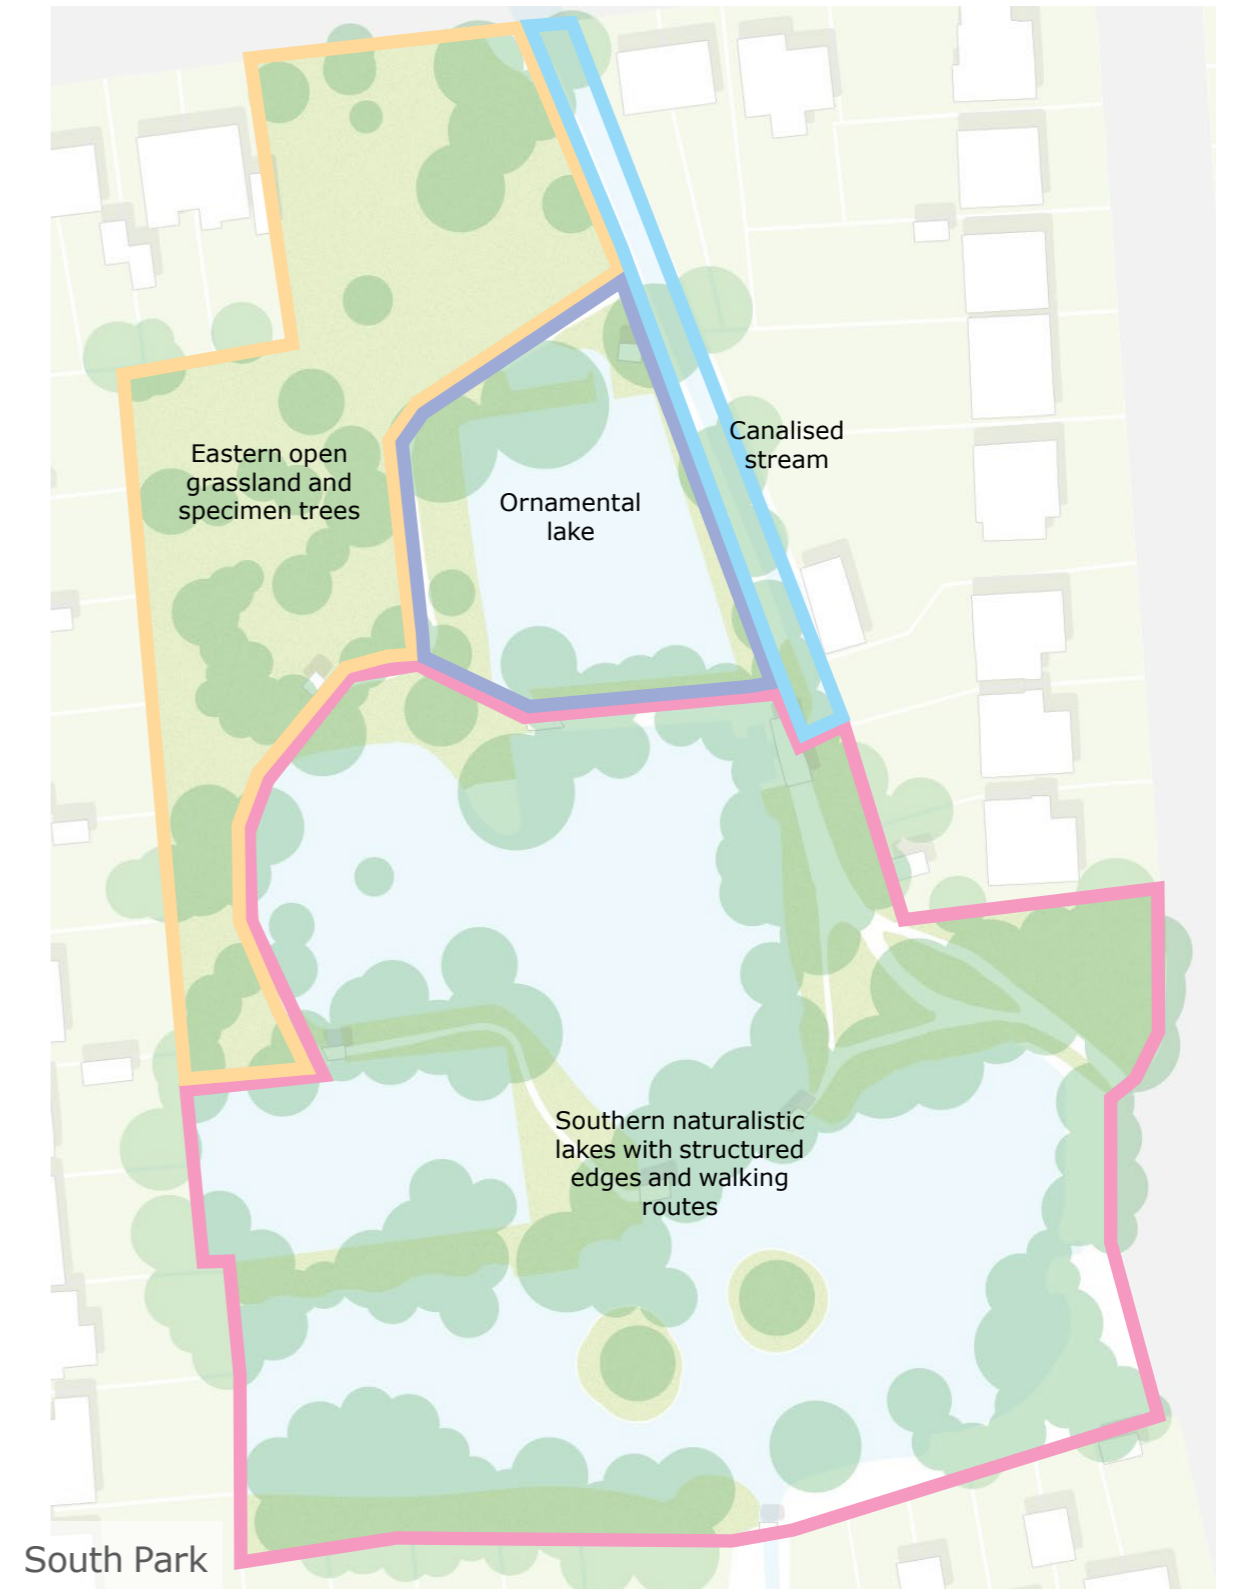 Eastern open
grassland and
specimen trees
Ornamental
lake
Canalised
stream
Southern naturalistic
lakes with structured
edges and walking
routes
South Park